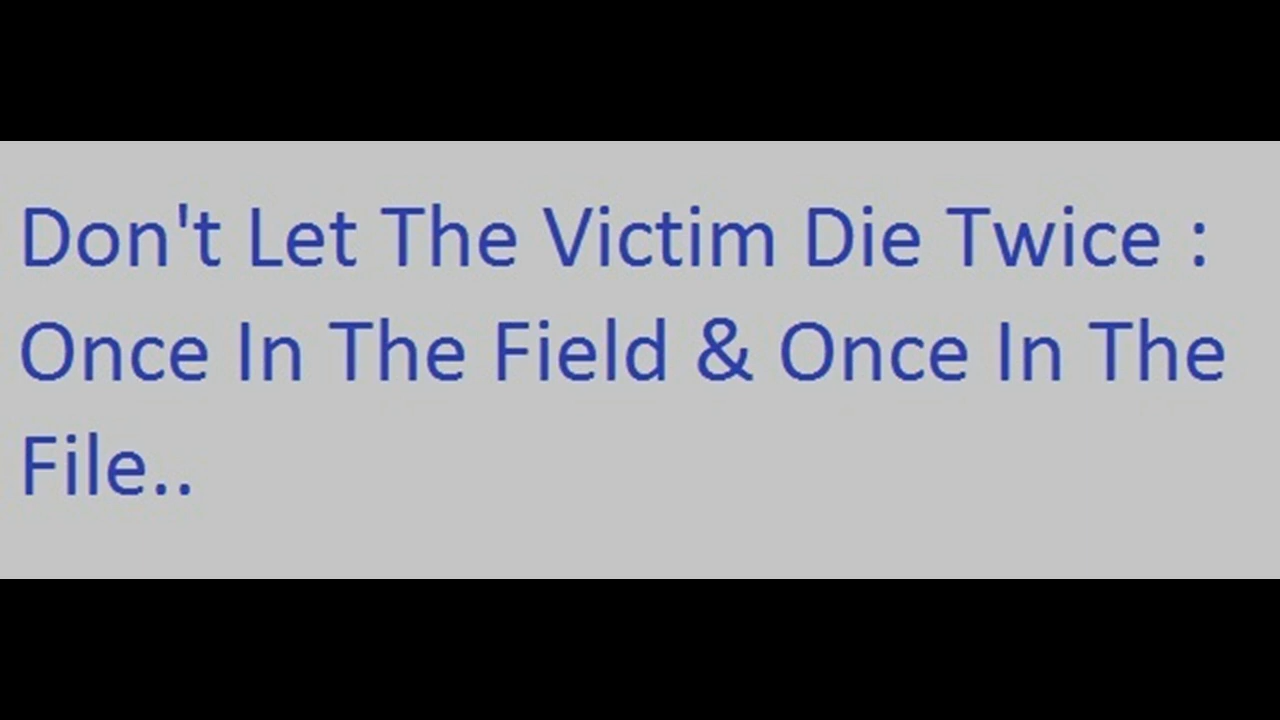 Don't Let The Victim Die Twice :
Once In The Field & Once In The
File..